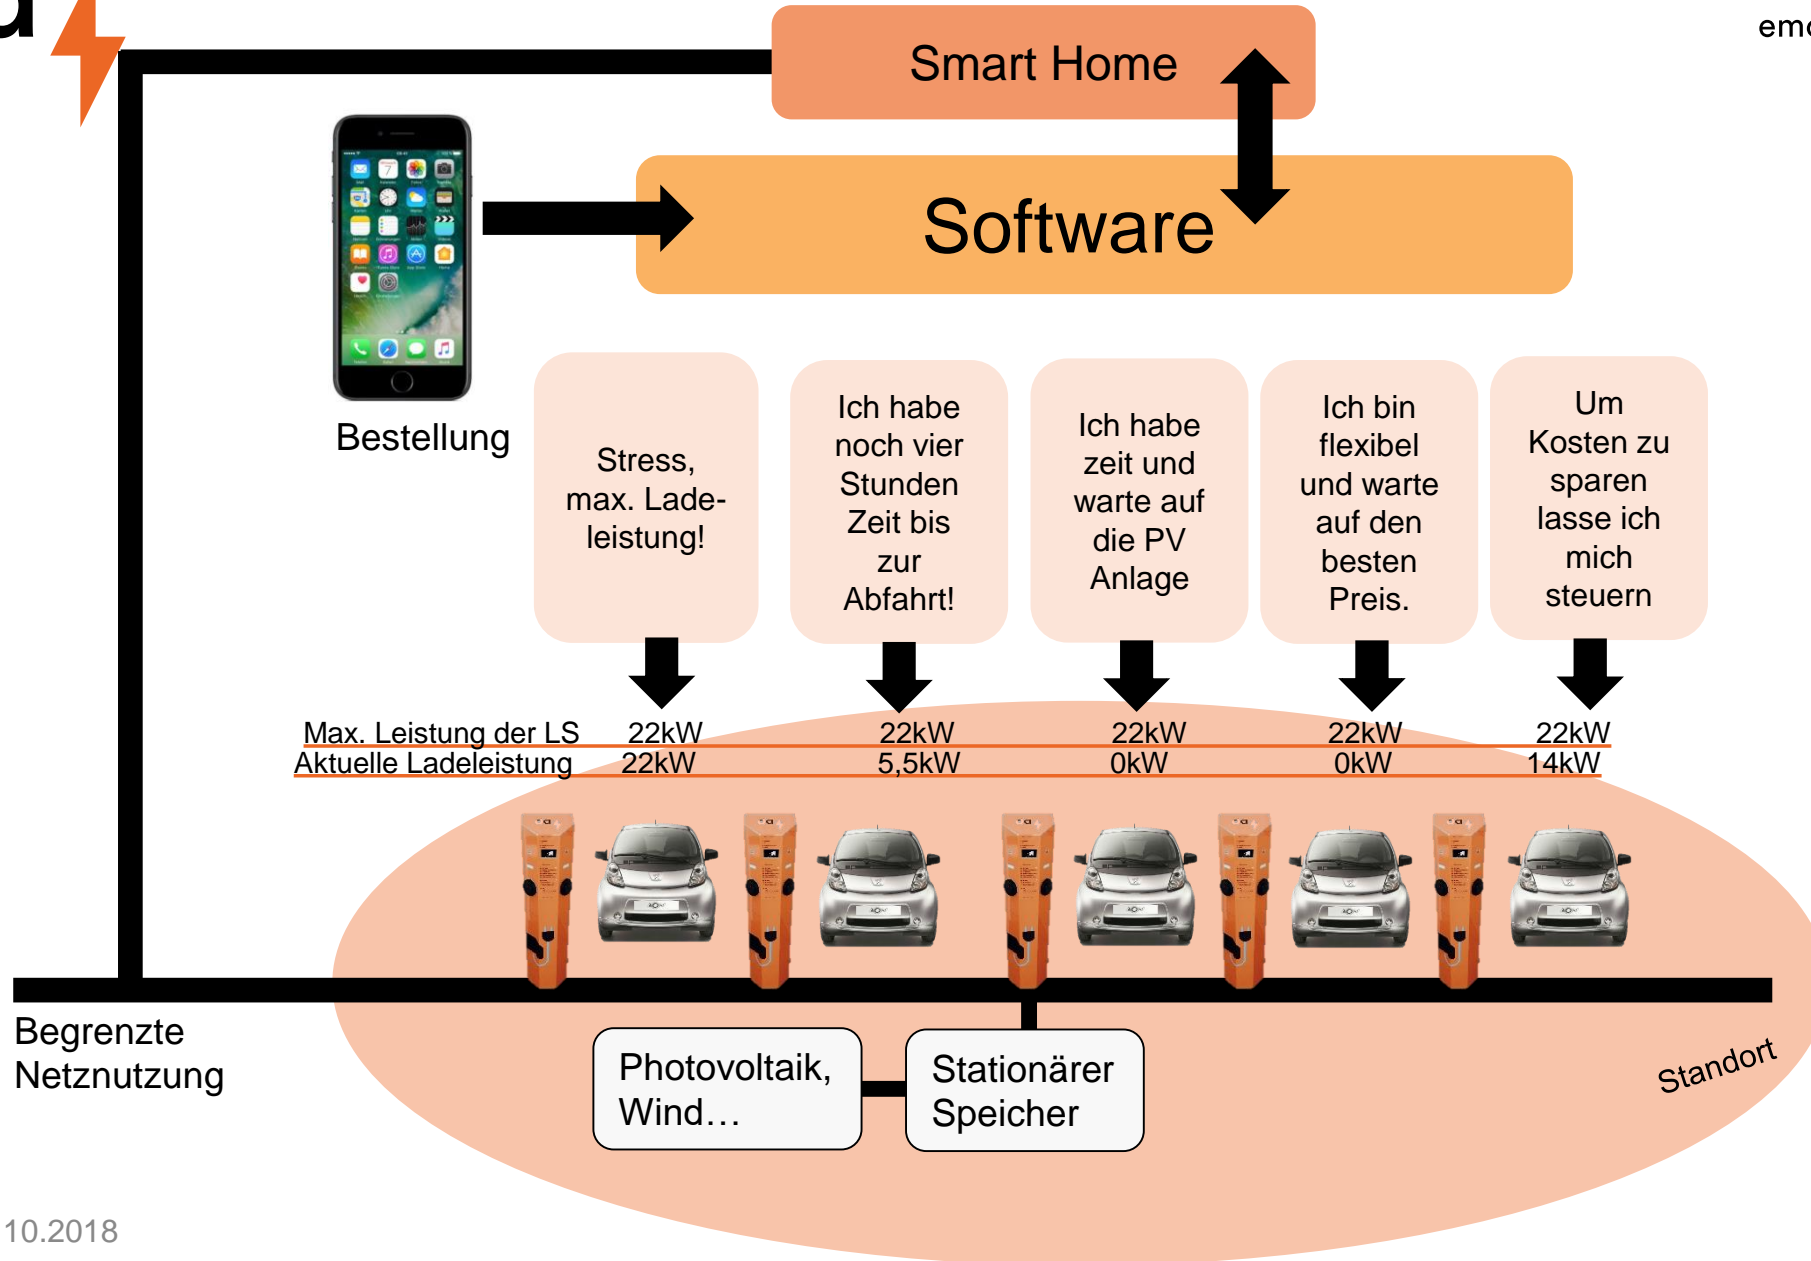 Smart Home
Software
Bestellung
Stress,
max. Lade-
leistung!
Ich habe
noch vier
Stunden
Zeit bis
zur
Abfahrt!
Ich habe
zeit und
warte auf
die PV
Anlage
Ich bin
flexibel
und warte
auf den
besten
Preis.
Um
Kosten zu
sparen
lasse ich
mich
steuern
Max. Leistung der LS 22kW 22kW 22kW 22kW 22kW
Aktuelle Ladeleistung 22kW 5,5kW 0kW 0kW 14kW
Begrenzte
Netznutzung
Photovoltaik,
Wind…
Stationärer
Speicher
Standort
10.2018